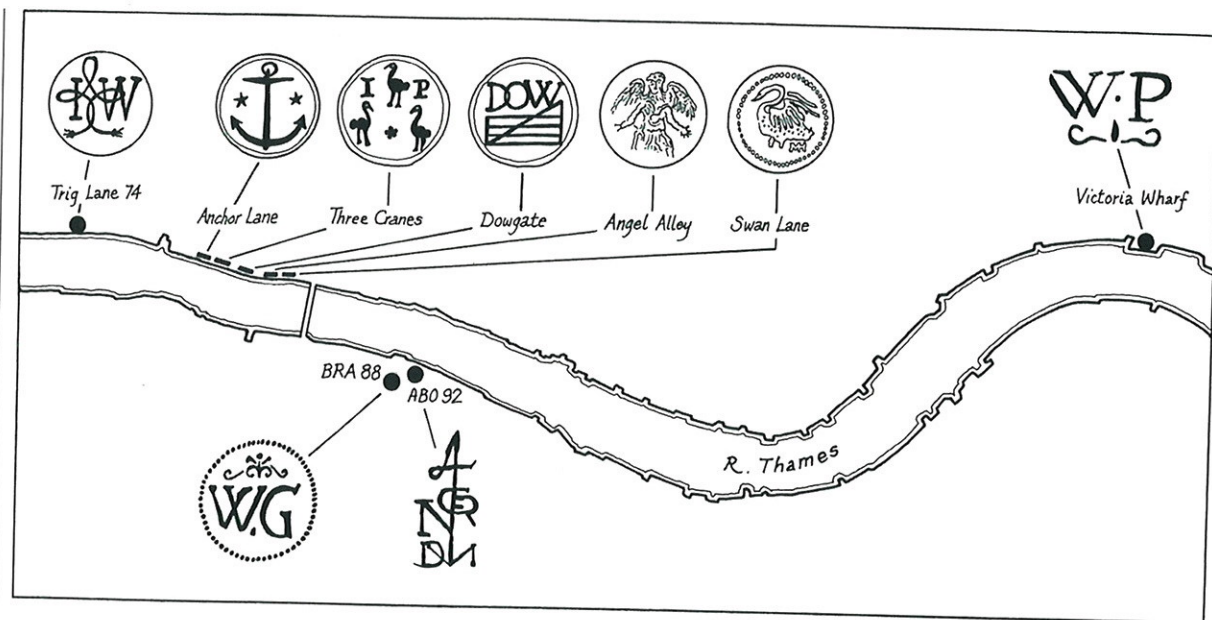 I W
I P
DOW
W.P
Trig Lane 74
Anchor Lane
Three Cranes
Dowgate
Angel Alley
Swan Lane
Victoria Wharf
BRA 88
ABO 92
R. Thames
W.G